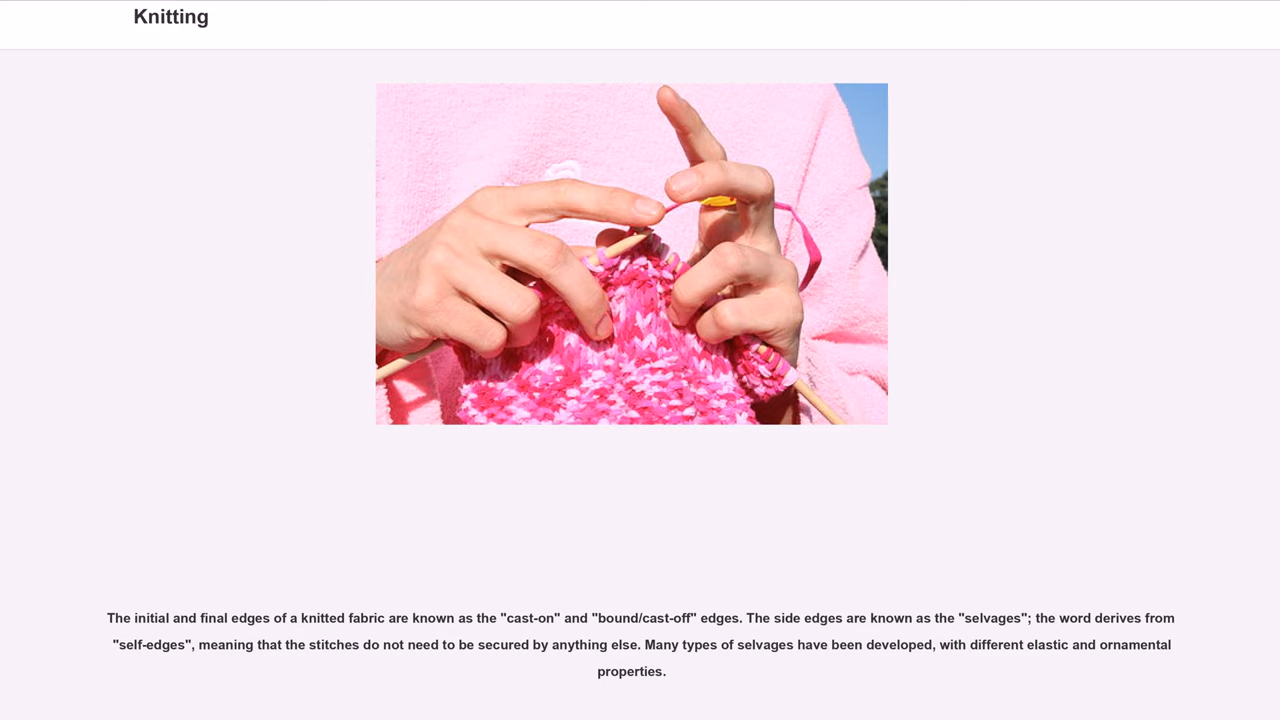 Knitting
The initial and final edges of a knitted fabric are known as the "cast-on" and "bound/cast-off" edges. The side edges are known as the "selvages"; the word derives from
"self-edges", meaning that the stitches do not need to be secured by anything else. Many types of selvages have been developed, with different elastic and ornamental
properties.